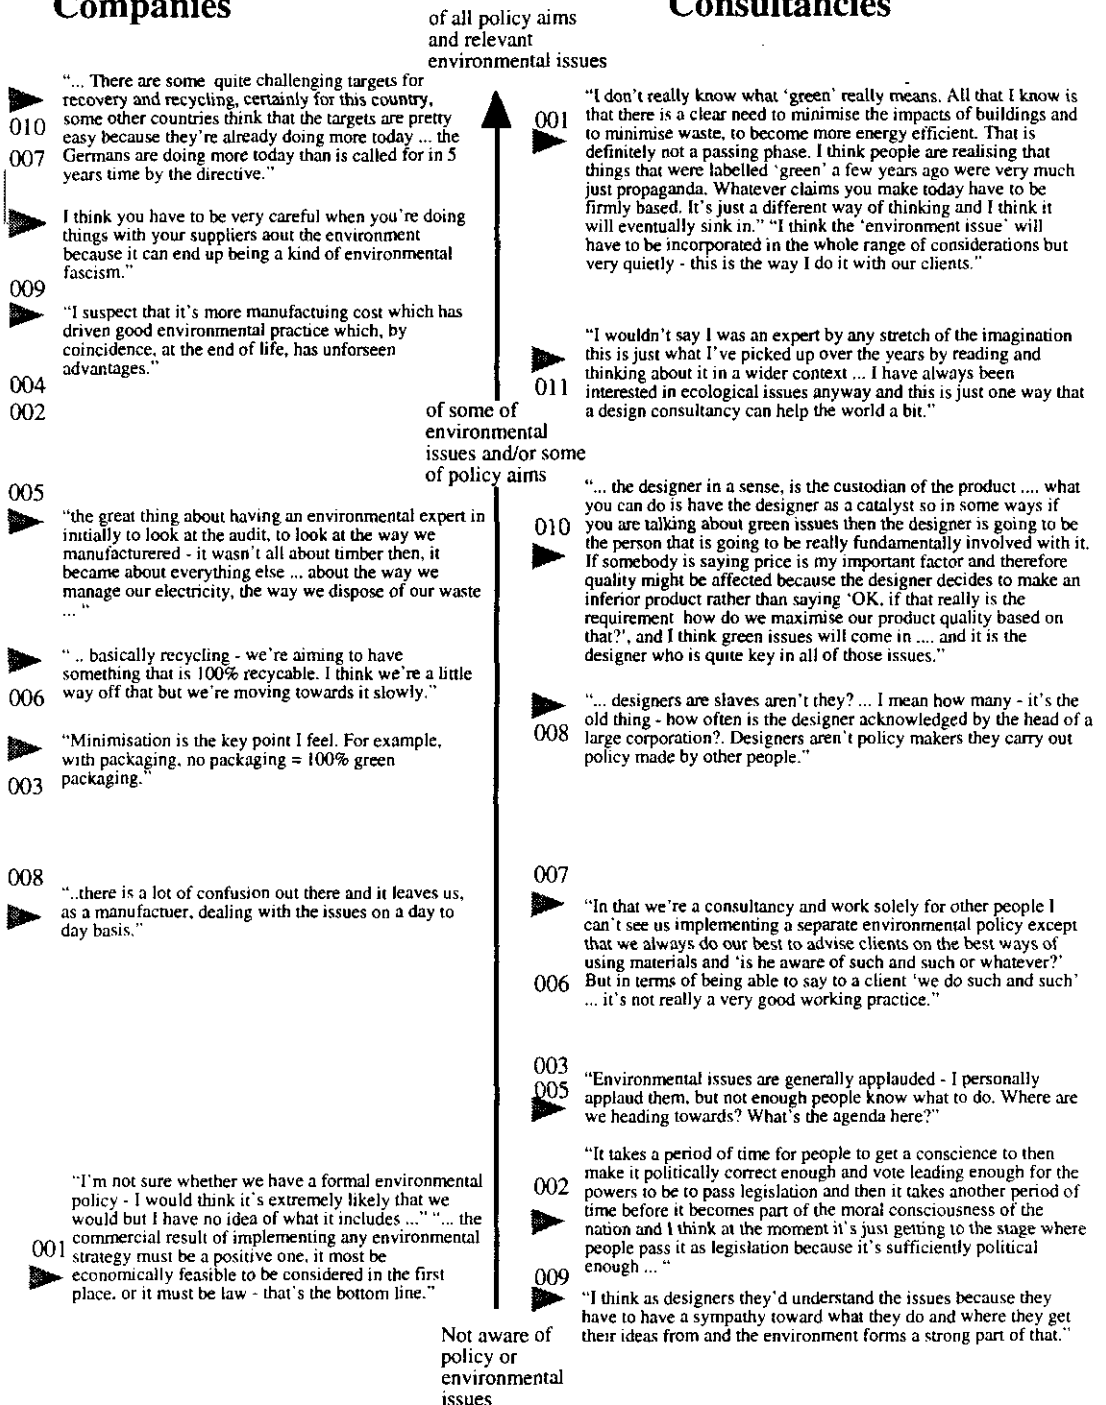 Companies
Consultancies
of all policy aims
and relevant
environmental issues
"... There are some quite challenging targets for
recovery and recycling, certainly for this country,
some other countries think that the targets are pretty
easy because they're already doing more today ... the
Germans are doing more today than is called for in 5
years time by the directive."
010
007
I think you have to be very careful when you're doing
things with your suppliers aout the environment
because it can end up being a kind of environmental
fascism."
009
"I suspect that it's more manufactuing cost which has
driven good environmental practice which, by
coincidence, at the end of life, has unforseen
advantages."
004
002
of some of
environmental
issues and/or some
of policy aims
005
"the great thing about having an environmental expert in
initially to look at the audit, to look at the way we
manufacturered - it wasn't all about timber then, it
became about everything else ... about the way we
manage our electricity, the way we dispose of our waste
... "
" .. basically recycling - we're aiming to have
something that is 100% recycable. I think we're a little
way off that but we're moving towards it slowly."
006
"Minimisation is the key point I feel. For example,
with packaging, no packaging = 100% green
packaging."
003
008
"..there is a lot of confusion out there and it leaves us,
as a manufactuer, dealing with the issues on a day to
day basis."
"I'm not sure whether we have a formal environmental
policy - I would think it's extremely likely that we
would but I have no idea of what it includes ..." "... the
commercial result of implementing any environmental
strategy must be a positive one, it most be
economically feasible to be considered in the first
place, or it must be law - that's the bottom line."
001
Not aware of
policy or
environmental
issues
"I don't really know what 'green' really means. All that I know is
that there is a clear need to minimise the impacts of buildings and
to minimise waste, to become more energy efficient. That is
definitely not a passing phase. I think people are realising that
things that were labelled 'green' a few years ago were very much
just propaganda. Whatever claims you make today have to be
firmly based. It's just a different way of thinking and I think it
will eventually sink in." "I think the 'environment issue' will
have to be incorporated in the whole range of considerations but
very quietly - this is the way I do it with our clients."
001
"I wouldn't say I was an expert by any stretch of the imagination
this is just what I've picked up over the years by reading and
thinking about it in a wider context ... I have always been
interested in ecological issues anyway and this is just one way that
a design consultancy can help the world a bit."
011
"... the designer in a sense, is the custodian of the product .... what
you can do is have the designer as a catalyst so in some ways if
you are talking about green issues then the designer is going to be
the person that is going to be really fundamentally involved with it.
If somebody is saying price is my important factor and therefore
quality might be affected because the designer decides to make an
inferior product rather than saying 'OK, if that really is the
requirement how do we maximise our product quality based on
that?', and I think green issues will come in .... and it is the
designer who is quite key in all of those issues."
010
"... designers are slaves aren't they? ... I mean how many - it's the
old thing - how often is the designer acknowledged by the head of a
large corporation?. Designers aren't policy makers they carry out
policy made by other people."
008
007
"In that we're a consultancy and work solely for other people I
can't see us implementing a separate environmental policy except
that we always do our best to advise clients on the best ways of
using materials and 'is he aware of such and such or whatever?'
But in terms of being able to say to a client 'we do such and such'
... it's not really a very good working practice."
006
003
005
"Environmental issues are generally applauded - I personally
applaud them, but not enough people know what to do. Where are
we heading towards? What's the agenda here?"
"It takes a period of time for people to get a conscience to then
make it politically correct enough and vote leading enough for the
powers to be to pass legislation and then it takes another period of
time before it becomes part of the moral consciousness of the
nation and I think at the moment it's just getting to the stage where
people pass it as legislation because it's sufficiently political
enough ... "
002
009
"I think as designers they'd understand the issues because they
have to have a sympathy toward what they do and where they get
their ideas from and the environment forms a strong part of that."